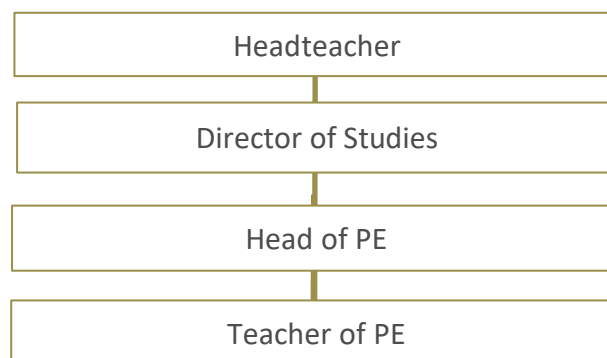 Headteacher
Director of Studies
Head of PE
Teacher of PE